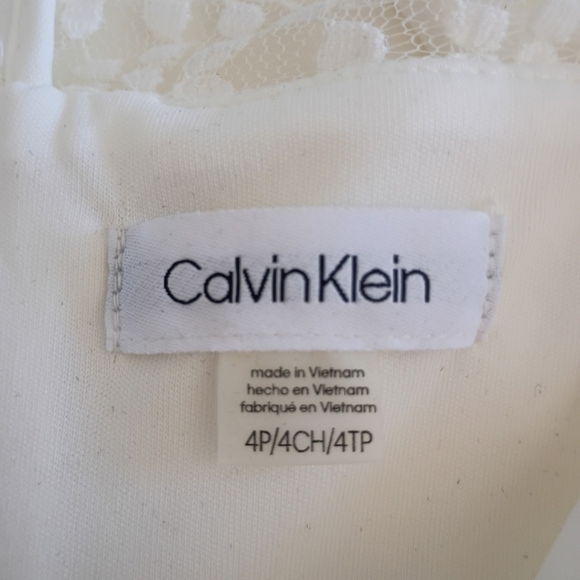 Calvin Klein
made in Vietnam
hecho en Vietnam
fabriqué en Vietnam
4P/4CH/4TP